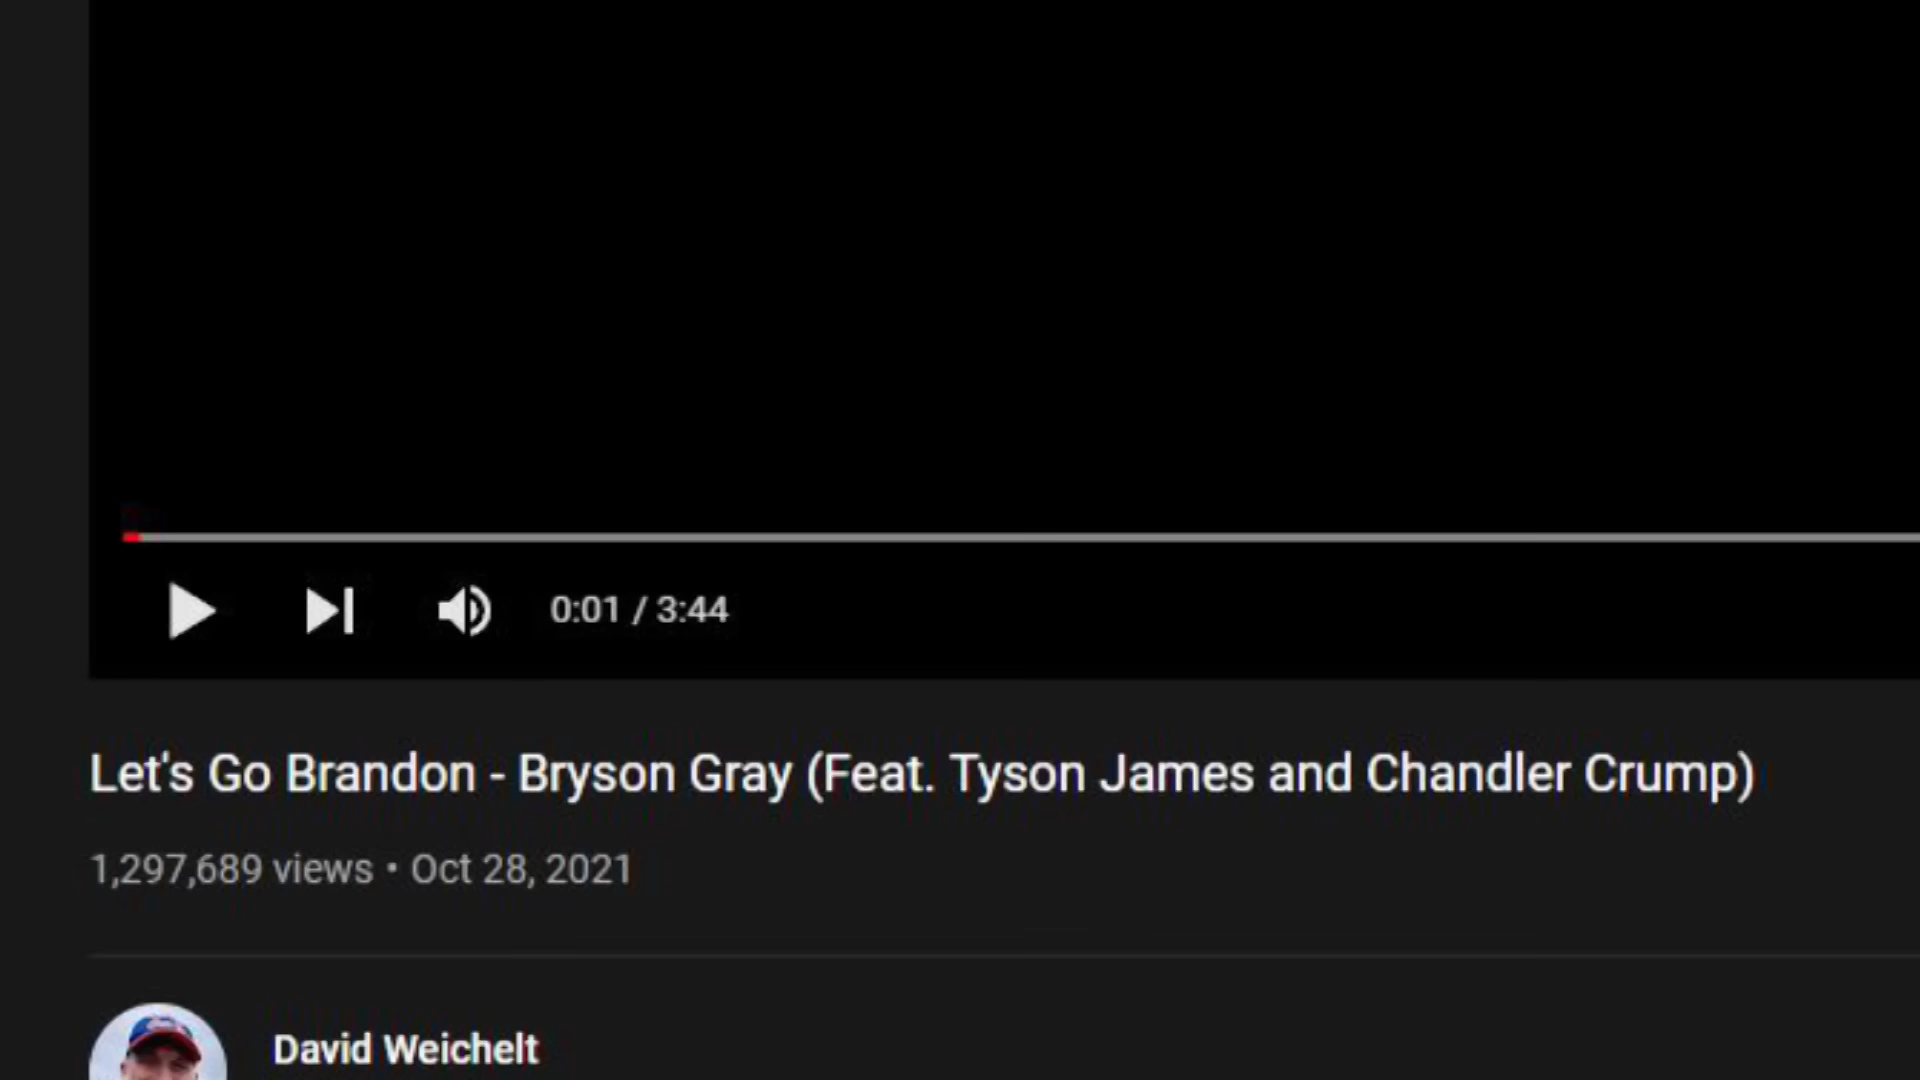 0:01 / 3:44
Let's Go Brandon - Bryson Gray (Feat. Tyson James and Chandler Crump)
1,297,689 views • Oct 28, 2021
David Weichelt